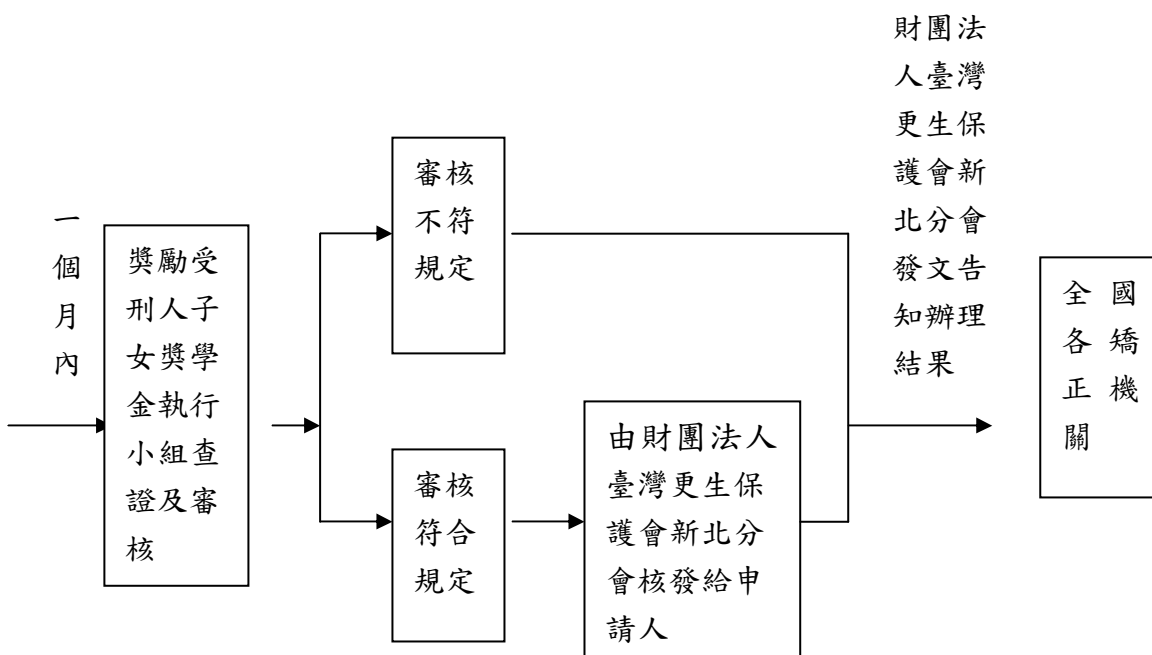 一
個
月
內
獎勵受
刑人子
女獎學
金執行
小組查
證及審
核
審核
不符
規定
審核
符合
規定
由財團法人
臺灣更生保
護會新北分
會核發給申
請人
財團法
人臺灣
更生保
護會新
北分會
發文告
知辦理
結果
全國
各矯
正機
關